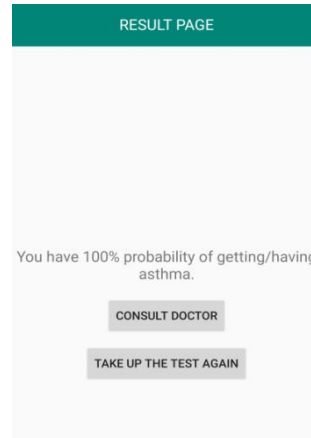 RESULT PAGE
You have 100% probability of getting/having
asthma.
CONSULT DOCTOR
TAKE UP THE TEST AGAIN